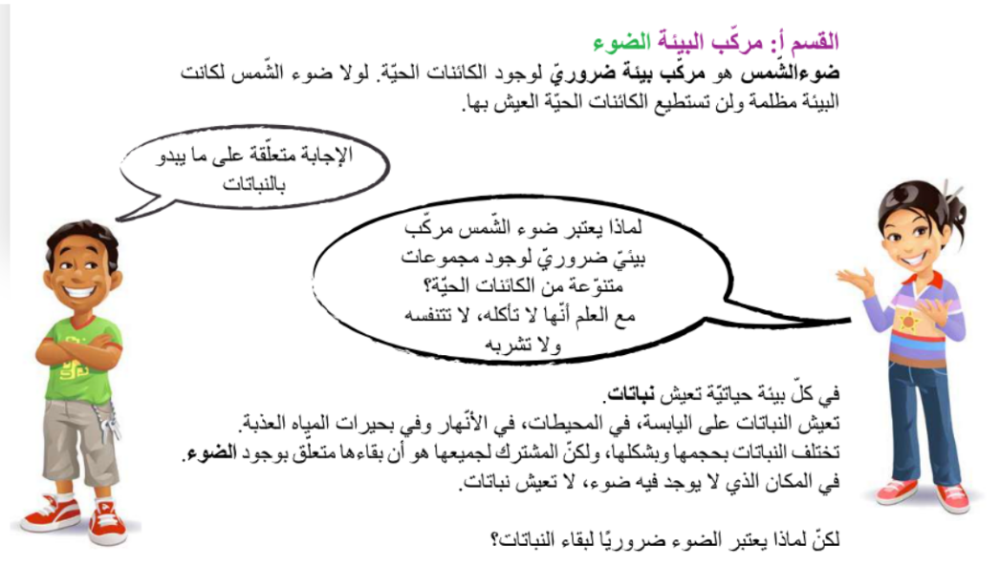 القسم أ: مركّب البيئة الضوء
ضوءالشّمس هو مركّب بيئة ضروريّ لوجود الكائنات الحيّة. لولا ضوء الشّمس لكانت
البيئة مظلمة ولن تستطيع الكائنات الحيّة العيش بها.
الإجابة متعلّقة على ما يبدو
بالنباتات
لماذا يعتبر ضوء الشّمس مركّب
بيئيّ ضروريّ لوجود مجموعات
متنوّعة من الكائنات الحيّة؟
مع العلم أنّها لا تأكله، لا تتنفسه
ولا تشربه
في كلّ بيئة حياتيّة تعيش نباتات.
تعيش النباتات على اليابسة، في المحيطات، في الأنّهار وفي بحيرات المياه العذبة.
تختلف النباتات بحجمها وبشكلها، ولكنّ المشترك لجميعها هو أن بقاءها متعلّق بوجود الضوء.
في المكان الذي لا يوجد فيه ضوء، لا تعيش نباتات.
لكنّ لماذا يعتبر الضوء ضروريًا لبقاء النباتات؟